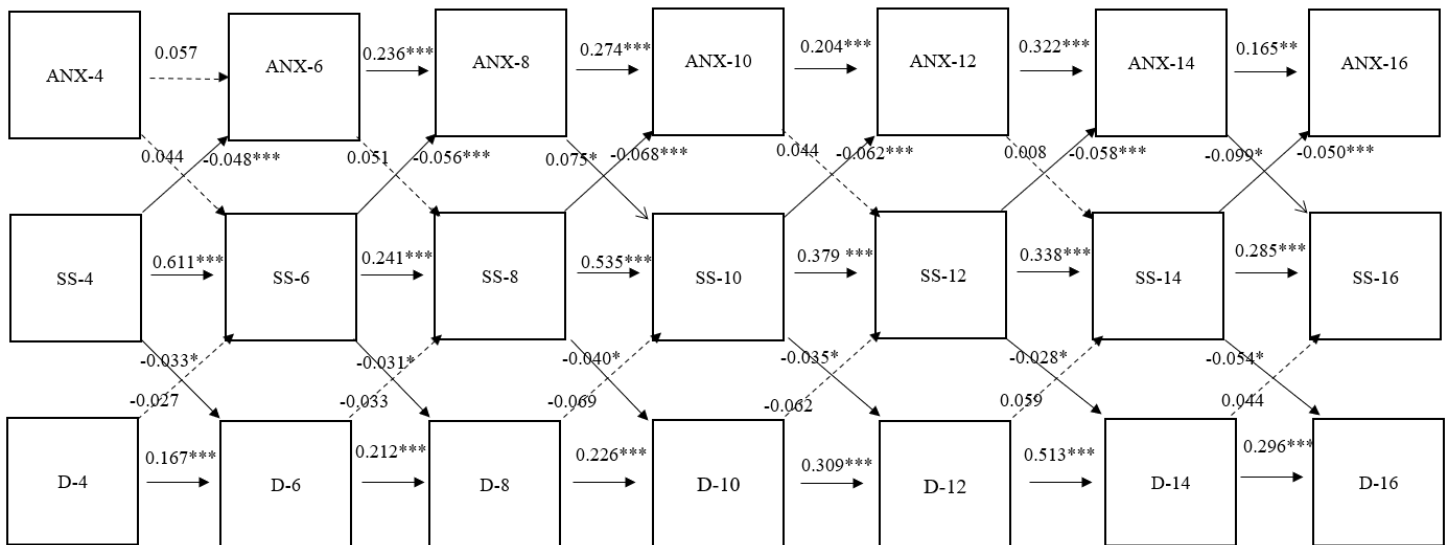 ANX-4
0.057
ANX-6
0.236***
ANX-8
0.274***
ANX-10
0.204***
ANX-12
0.322***
ANX-14
0.165**
ANX-16
0.044
-0.048***
0.051
-0.056***
0.075*
-0.068***
0.044
-0.062***
0.008
-0.058***
-0.099*
-0.050***
SS-4
0.611***
SS-6
0.241***
SS-8
0.535***
SS-10
0.379 ***
SS-12
0.338***
SS-14
0.285***
SS-16
-0.033*
-0.031*
-0.040*
-0.035*
-0.028*
-0.054*
-0.027
-0.033
-0.069
-0.062
0.059
0.044
D-4
0.167***
D-6
0.212***
D-8
0.226***
D-10
0.309***
D-12
0.513***
D-14
0.296***
D-16